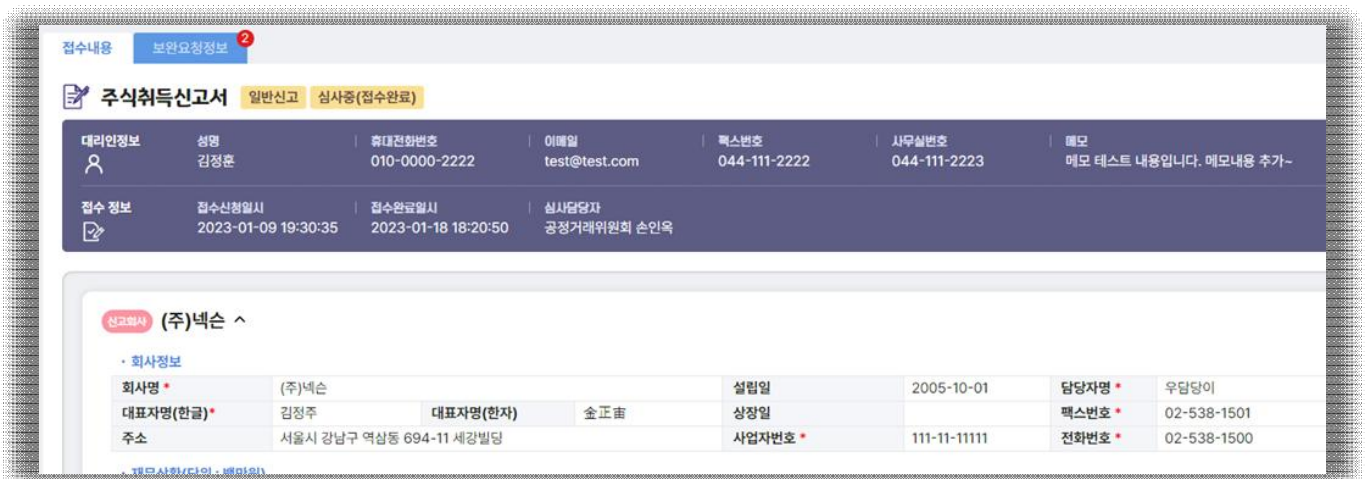 접수내용 보완요청정보 2
주식취득신고서 일반신고 심사중(접수완료)
대리인정보 성명 휴대전화번호 이메일 팩스번호 사무실번호 메모
김정훈 010-0000-2222 test@test.com 044-111-2222 044-111-2223 메모 테스트 내용입니다. 메모내용 추가~
접수 정보 접수신청일시 접수완료일시 심사담당자
2023-01-09 19:30:35 2023-01-18 18:20:50 공정거래위원회 손인옥
신고회사 (주)넥슨 ^
· 회사정보
회사명 * (주)넥슨 설립일 2005-10-01 담당자명 * 우담당이
대표자명(한글)* 김정주 대표자명(한자) 金正宙 상장일 팩스번호 * 02-538-1501
주소 서울시 강남구 역삼동 694-11 세강빌딩 사업자번호 * 111-11-11111 전화번호 * 02-538-1500
· 재무상황(단위 : 백만원)